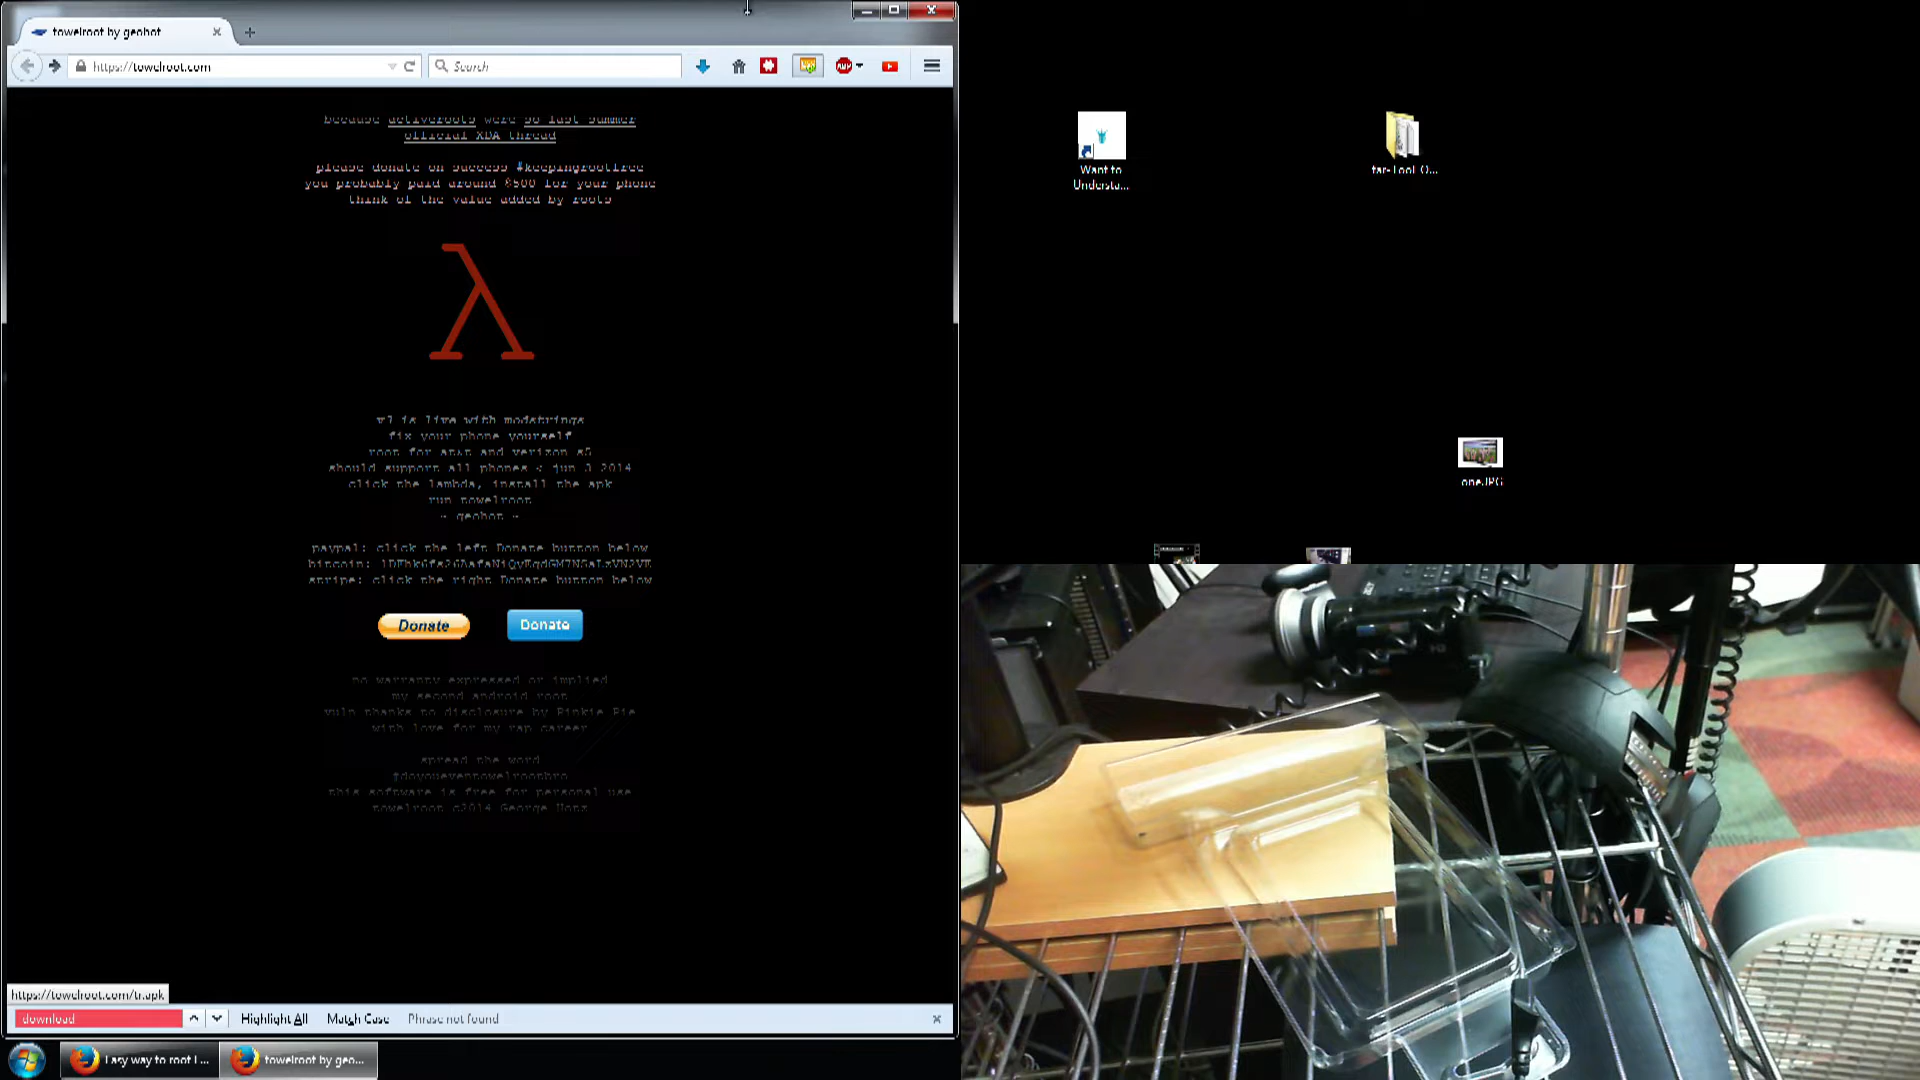 towelroot by geohot
https://towelroot.com
Search
because activeroots were so last summer
official XDA thread
please donate on success #keepingrootfree
you probably paid around $500 for your phone
think of the value added by roots
λ
v1 is live with modstrings
fix your phone yourself
root for at&t and verizon s5
should support all phones < jun 3 2014
click the lambda, install the apk
run towelroot
~ geohot ~
paypal: click the left Donate button below
bitcoin:
stripe: click the right Donate button below
Donate
Donate
no warranty expressed or implied
my second android root
vuln thanks to disclosure by Pinkie Pie
with love for my rap career
spread the word
#doyoueventowelrootbro
this software is free for personal use
towelroot c2014 George Hotz
https://towelroot.com/tr.apk
download
Highlight All
Match Case
Phrase not found
Easy way to root L...
towelroot by geo...
Want to
Understa...
tar-Tool_O...
one.JPG